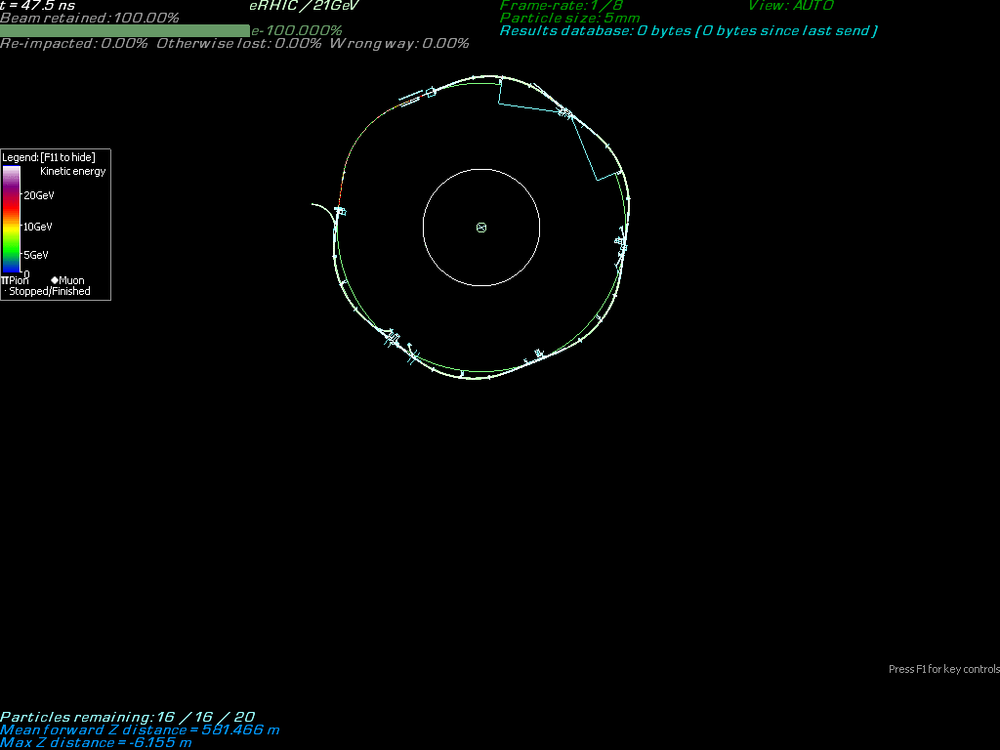 t = 47.5 ns
eRHIC / 21GeV
Frame-rate: 1/8
View: AUTO
Beam retained: 100.00%
Particle size: 5mm
e-100.000%
Results database: 0 bytes [0 bytes since last send]
Re-impacted: 0.00% Otherwise lost: 0.00% Wrong way: 0.00%
Legend: [F11 to hide]
Kinetic energy
20GeV
10GeV
5GeV
0
Pion
Muon
Stopped/Finished
Press F1 for key controls
Particles remaining: 16 / 16 / 20
Mean forward Z distance = 581.466 m
Max Z distance = -6.155 m